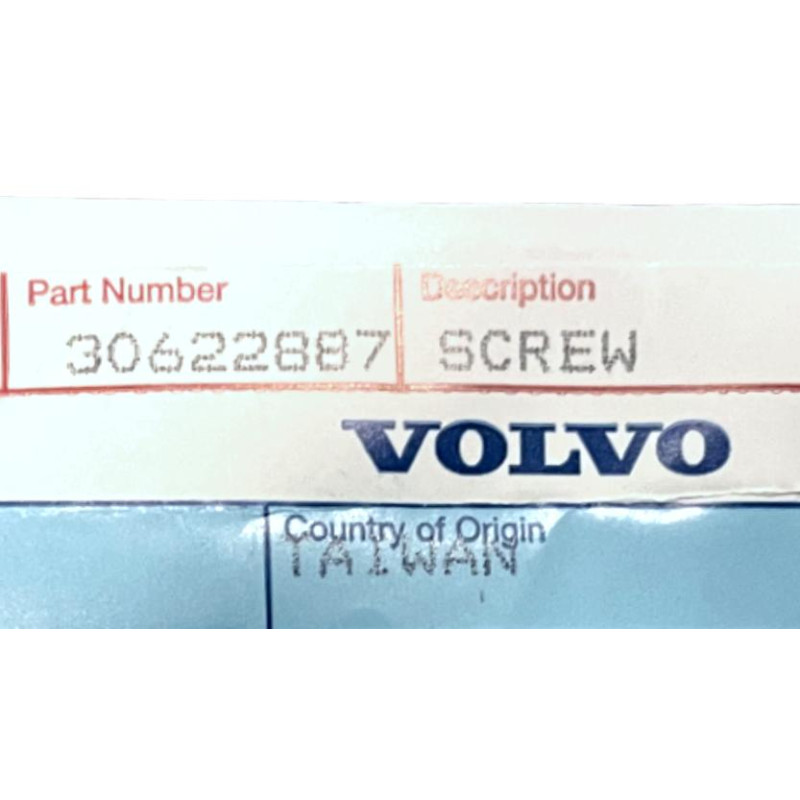 Part Number Description
30622887 SCREW
VOLVO
Country of Origin
TAIWAN